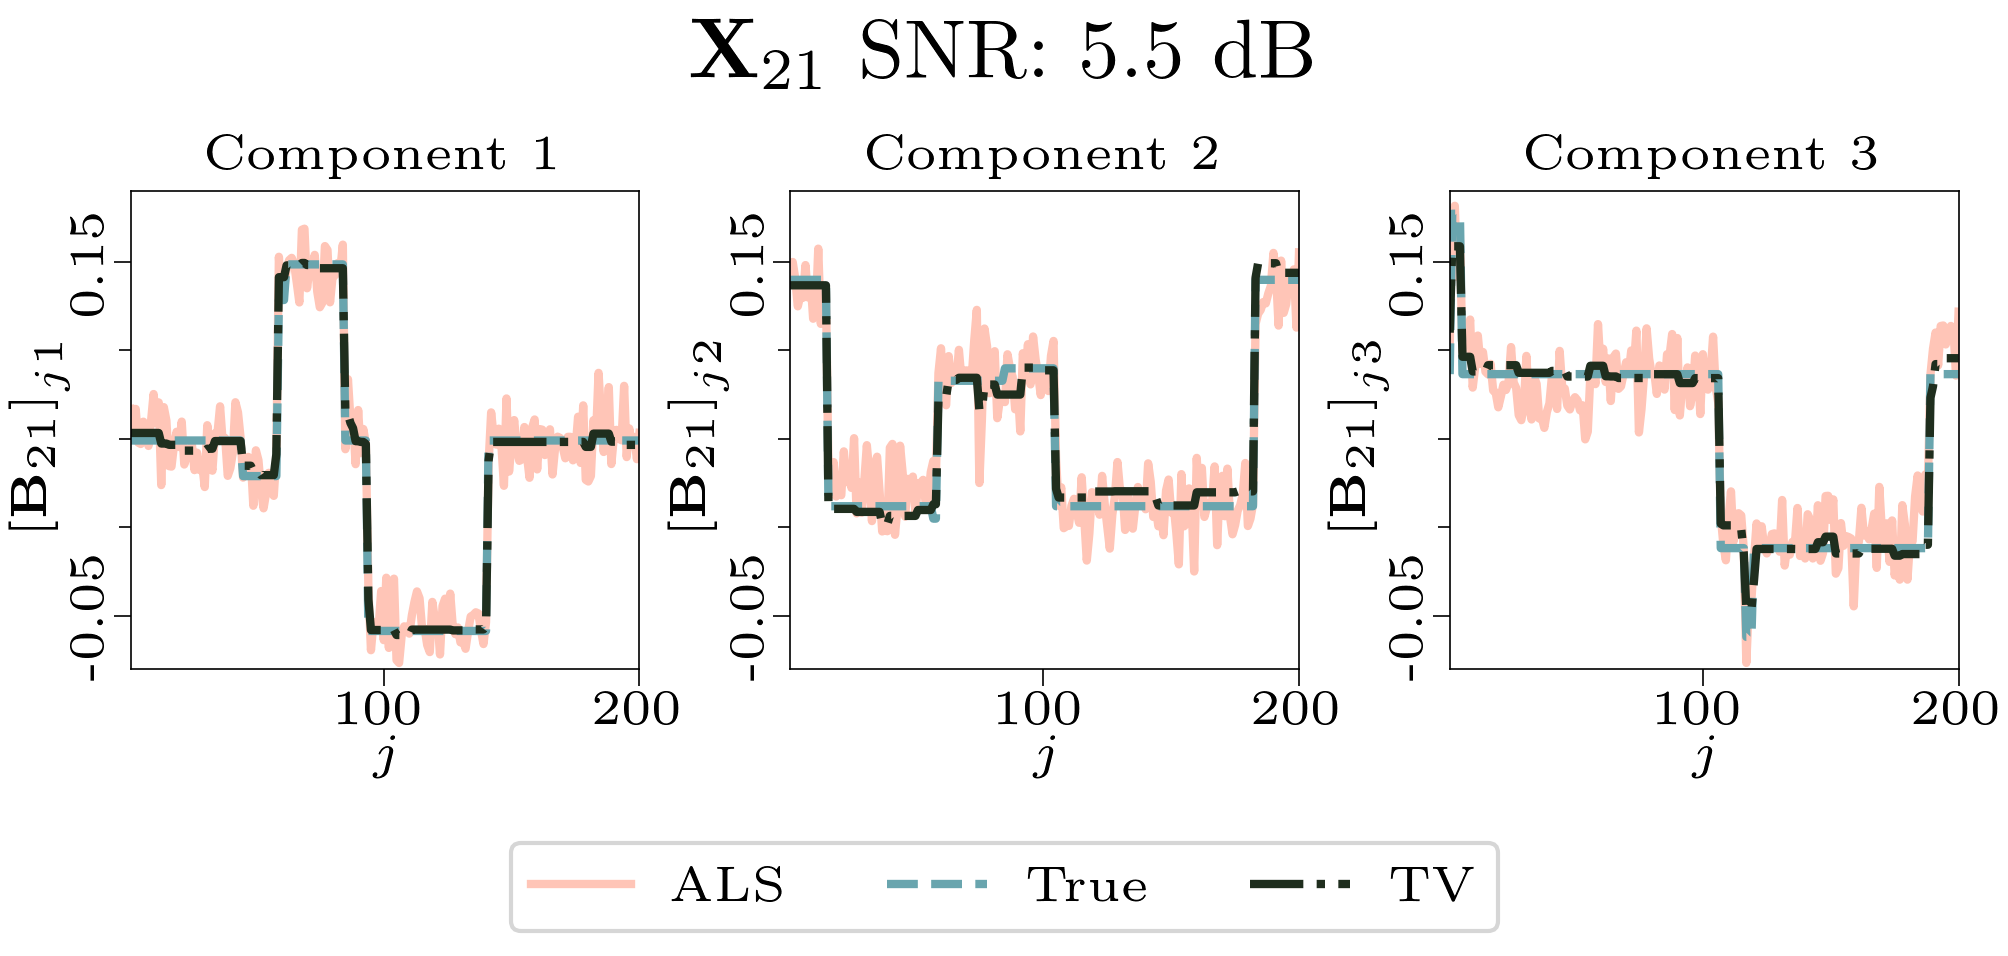 𝐗₂₁ SNR: 5.5 dB
Component 1
Component 2
Component 3
[𝐁₂₁]ⱼ₁
0.15
-0.05
100
200
j
[𝐁₂₁]ⱼ₂
0.15
-0.05
100
200
j
[𝐁₂₁]ⱼ₃
0.15
-0.05
100
200
j
ALS
True
TV